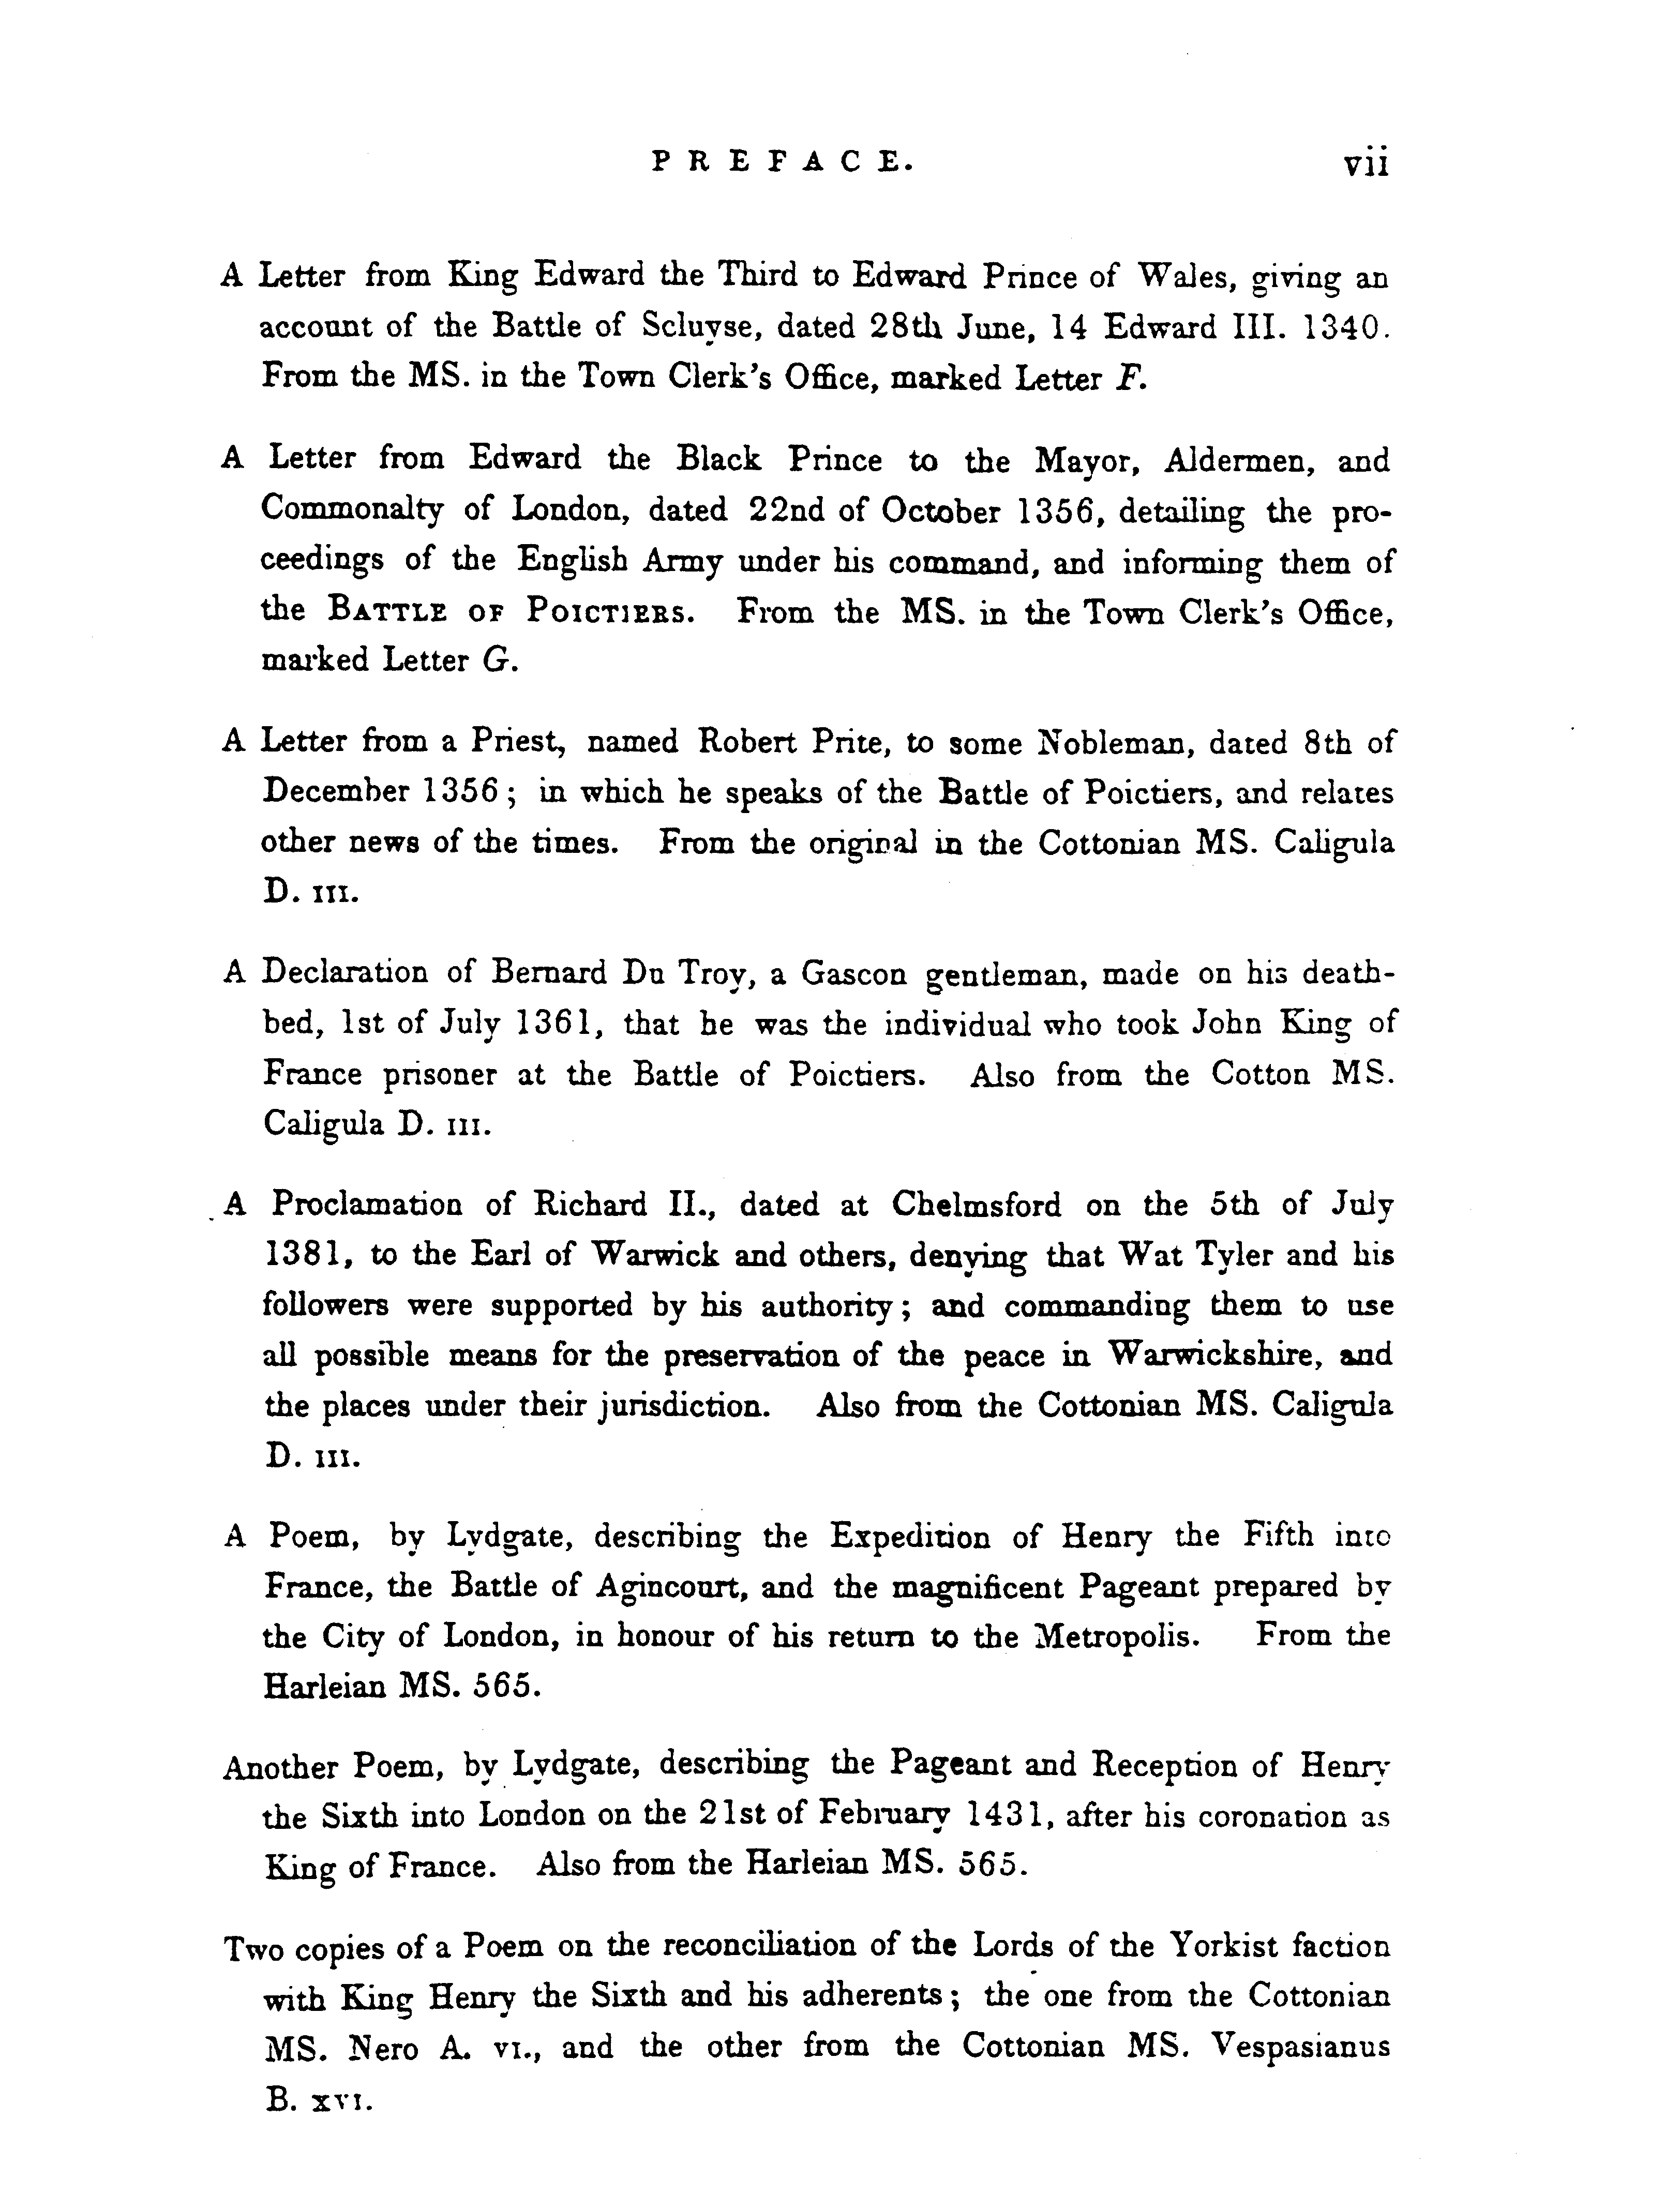 PREFACE. vii
A Letter from King Edward the Third to Edward Prince of Wales, giving an
account of the Battle of Scluyse, dated 28th June, 14 Edward III. 1340.
From the MS. in the Town Clerk's Office, marked Letter F.
A Letter from Edward the Black Prince to the Mayor, Aldermen, and
Commonalty of London, dated 22nd of October 1356, detailing the pro-
ceedings of the English Army under his command, and informing them of
the BATTLE OF POICTIERS. From the MS. in the Town Clerk's Office,
marked Letter G.
A Letter from a Priest, named Robert Prite, to some Nobleman, dated 8th of
December 1356; in which he speaks of the Battle of Poictiers, and relates
other news of the times. From the original in the Cottonian MS. Caligula
D. III.
A Declaration of Bernard Du Troy, a Gascon gentleman, made on his death-
bed, 1st of July 1361, that he was the individual who took John King of
France prisoner at the Battle of Poictiers. Also from the Cotton MS.
Caligula D. III.
A Proclamation of Richard II., dated at Chelmsford on the 5th of July
1381, to the Earl of Warwick and others, denying that Wat Tyler and his
followers were supported by his authority; and commanding them to use
all possible means for the preservation of the peace in Warwickshire, and
the places under their jurisdiction. Also from the Cottonian MS. Caligula
D. III.
A Poem, by Lydgate, describing the Expedition of Henry the Fifth into
France, the Battle of Agincourt, and the magnificent Pageant prepared by
the City of London, in honour of his return to the Metropolis. From the
Harleian MS. 565.
Another Poem, by Lydgate, describing the Pageant and Reception of Henry
the Sixth into London on the 21st of February 1431, after his coronation as
King of France. Also from the Harleian MS. 565.
Two copies of a Poem on the reconciliation of the Lords of the Yorkist faction
with King Henry the Sixth and his adherents; the one from the Cottonian
MS. Nero A. VI., and the other from the Cottonian MS. Vespasianus
B. XVI.